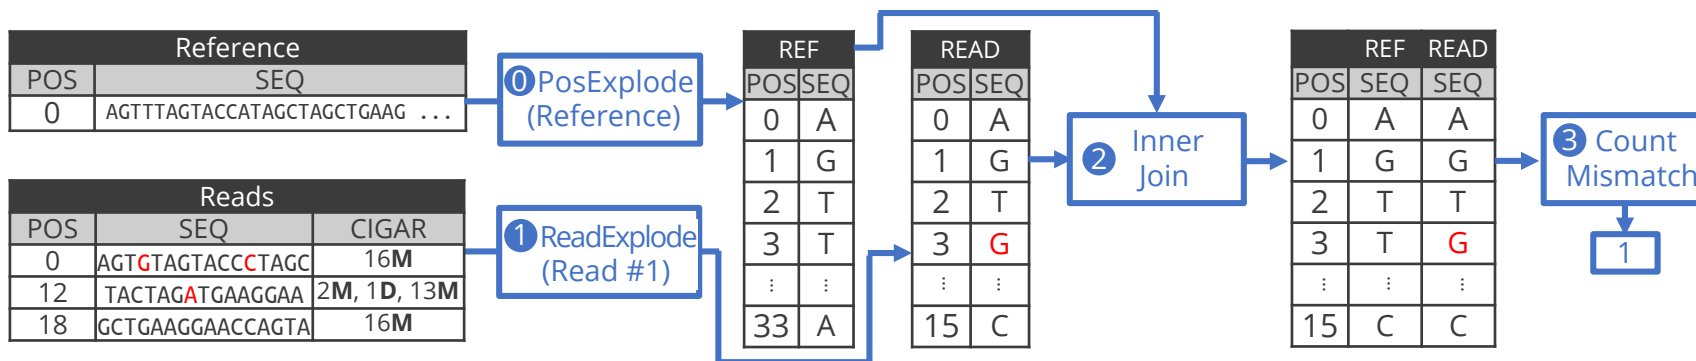 Reference
POS SEQ
0 AGTTTAGTACCATAGCTAGCTGAAG ...
Reads
POS SEQ CIGAR
0 AGTGTAGTACCCTAGC 16M
12 TACTAGATGAAGGAA 2M, 1D, 13M
18 GCTGAAGGAACCAGTA 16M
0 PosExplode
(Reference)
1 ReadExplode
(Read #1)
REF
POS SEQ
0 A
1 G
2 T
3 T
⋮ ⋮
33 A
READ
POS SEQ
0 A
1 G
2 T
3 G
⋮ ⋮
15 C
2 Inner
Join
REF READ
POS SEQ SEQ
0 A A
1 G G
2 T T
3 T G
⋮ ⋮ ⋮
15 C C
3 Count
Mismatch
1